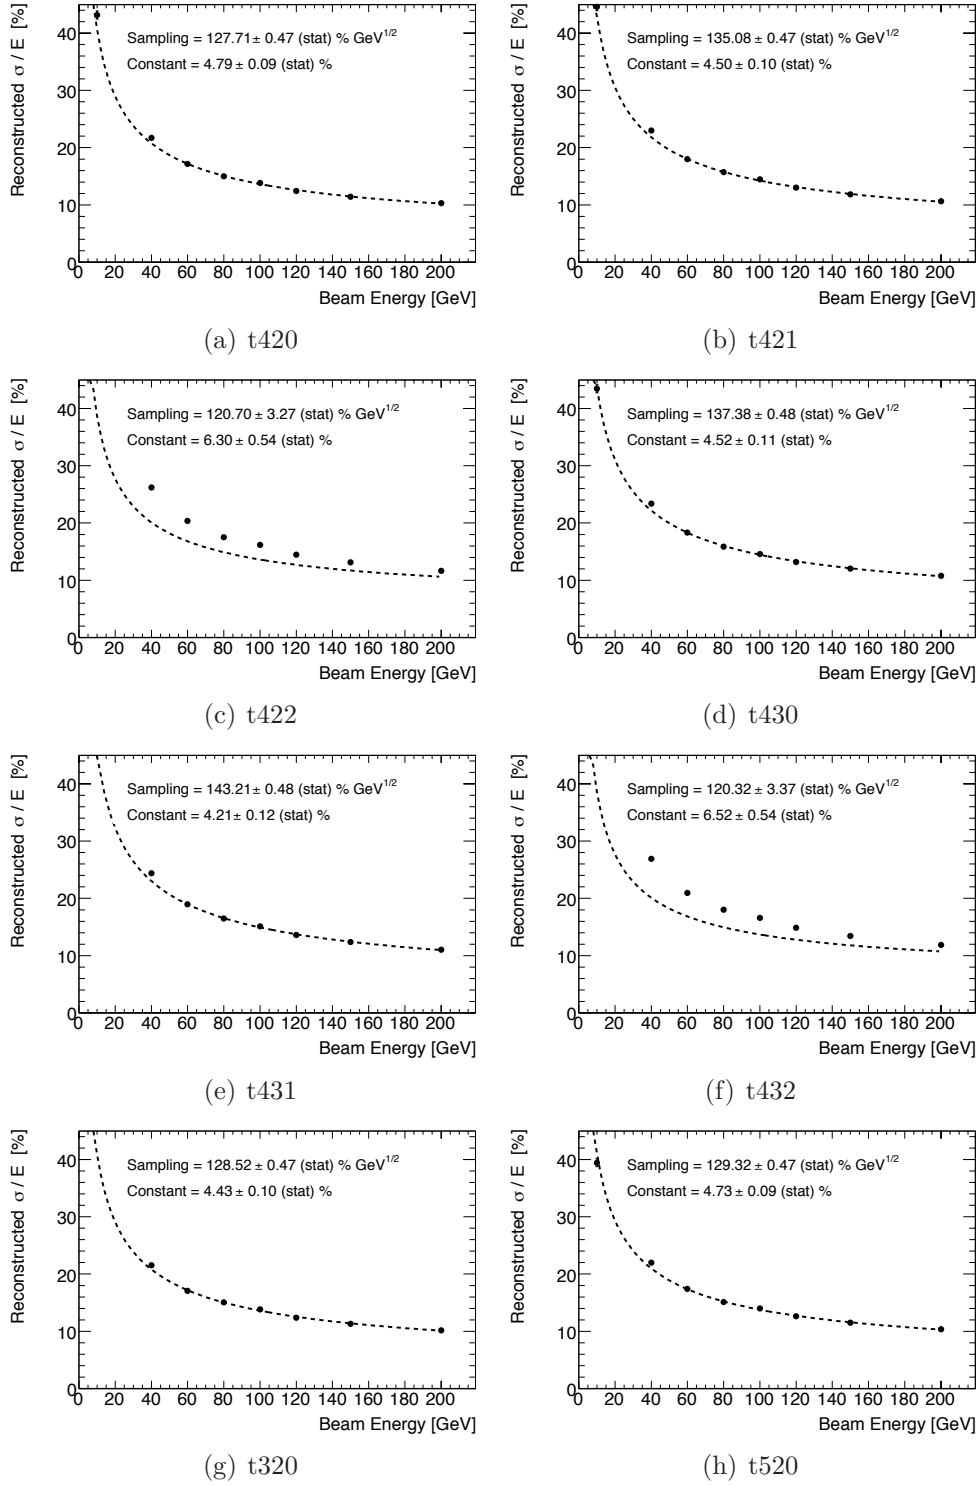 Reconstructed σ / E [%]
Sampling = 127.71 ± 0.47 (stat) % GeV^1/2
Constant = 4.79 ± 0.09 (stat) %
40
30
20
10
0
0 20 40 60 80 100 120 140 160 180 200
Beam Energy [GeV]
(a) t420
Reconstructed σ / E [%]
Sampling = 135.08 ± 0.47 (stat) % GeV^1/2
Constant = 4.50 ± 0.10 (stat) %
40
30
20
10
0
0 20 40 60 80 100 120 140 160 180 200
Beam Energy [GeV]
(b) t421
Reconstructed σ / E [%]
Sampling = 120.70 ± 3.27 (stat) % GeV^1/2
Constant = 6.30 ± 0.54 (stat) %
40
30
20
10
0
0 20 40 60 80 100 120 140 160 180 200
Beam Energy [GeV]
(c) t422
Reconstructed σ / E [%]
Sampling = 137.38 ± 0.48 (stat) % GeV^1/2
Constant = 4.52 ± 0.11 (stat) %
40
30
20
10
0
0 20 40 60 80 100 120 140 160 180 200
Beam Energy [GeV]
(d) t430
Reconstructed σ / E [%]
Sampling = 143.21 ± 0.48 (stat) % GeV^1/2
Constant = 4.21 ± 0.12 (stat) %
40
30
20
10
0
0 20 40 60 80 100 120 140 160 180 200
Beam Energy [GeV]
(e) t431
Reconstructed σ / E [%]
Sampling = 120.32 ± 3.37 (stat) % GeV^1/2
Constant = 6.52 ± 0.54 (stat) %
40
30
20
10
0
0 20 40 60 80 100 120 140 160 180 200
Beam Energy [GeV]
(f) t432
Reconstructed σ / E [%]
Sampling = 128.52 ± 0.47 (stat) % GeV^1/2
Constant = 4.43 ± 0.10 (stat) %
40
30
20
10
0
0 20 40 60 80 100 120 140 160 180 200
Beam Energy [GeV]
(g) t320
Reconstructed σ / E [%]
Sampling = 129.32 ± 0.47 (stat) % GeV^1/2
Constant = 4.73 ± 0.09 (stat) %
40
30
20
10
0
0 20 40 60 80 100 120 140 160 180 200
Beam Energy [GeV]
(h) t520